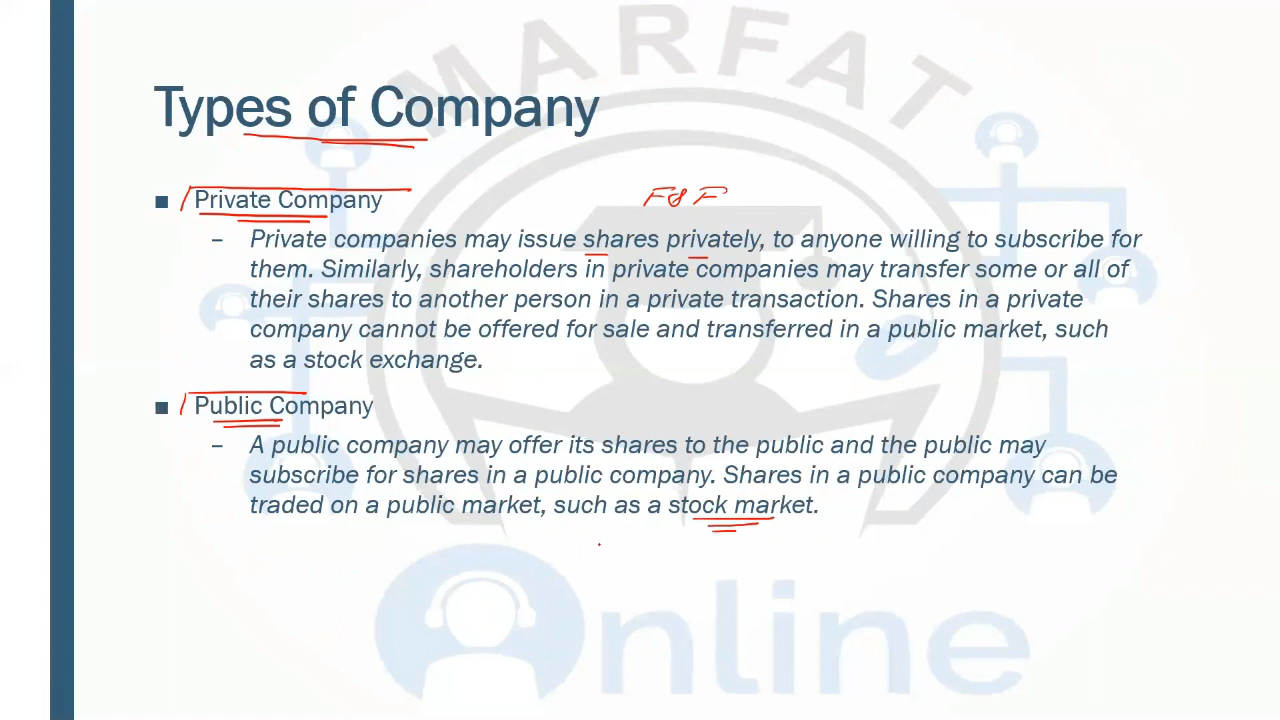 MARFAT
Types of Company
Private Company
F & F
– Private companies may issue shares privately, to anyone willing to subscribe for
them. Similarly, shareholders in private companies may transfer some or all of
their shares to another person in a private transaction. Shares in a private
company cannot be offered for sale and transferred in a public market, such
as a stock exchange.
Public Company
– A public company may offer its shares to the public and the public may
subscribe for shares in a public company. Shares in a public company can be
traded on a public market, such as a stock market.
Online